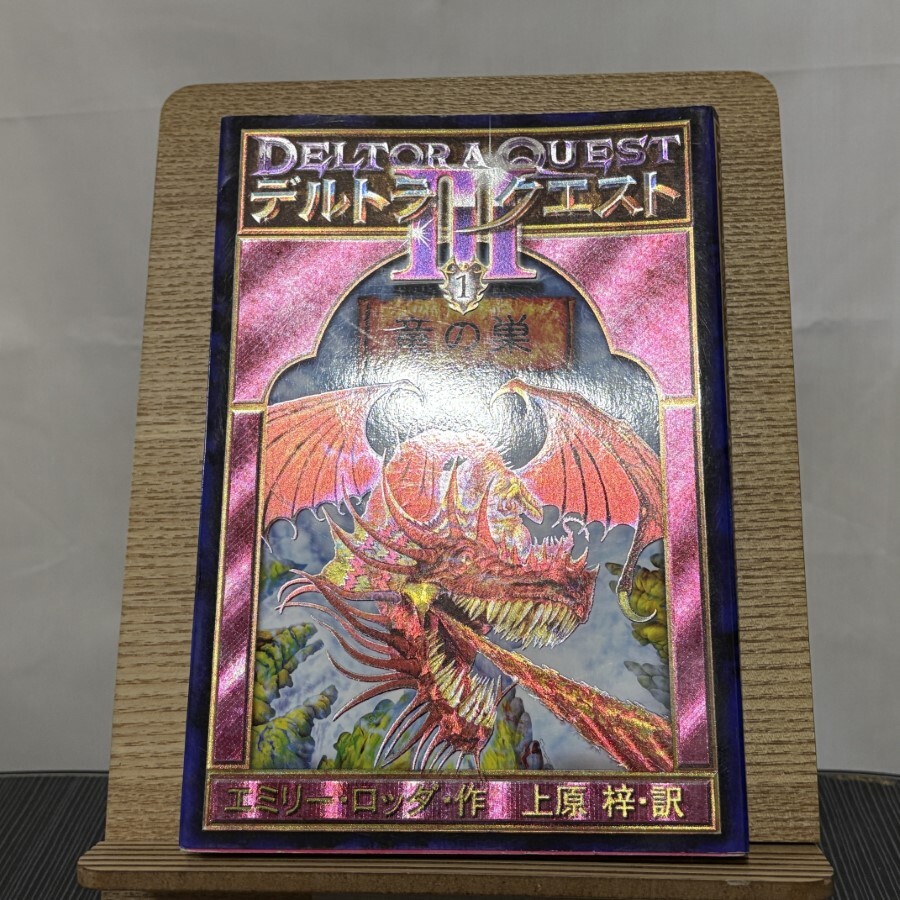 DELTORA QUEST
デルトラ クエスト
III
1
竜の巣
エミリー・ロッダ・作 上原 梓・訳